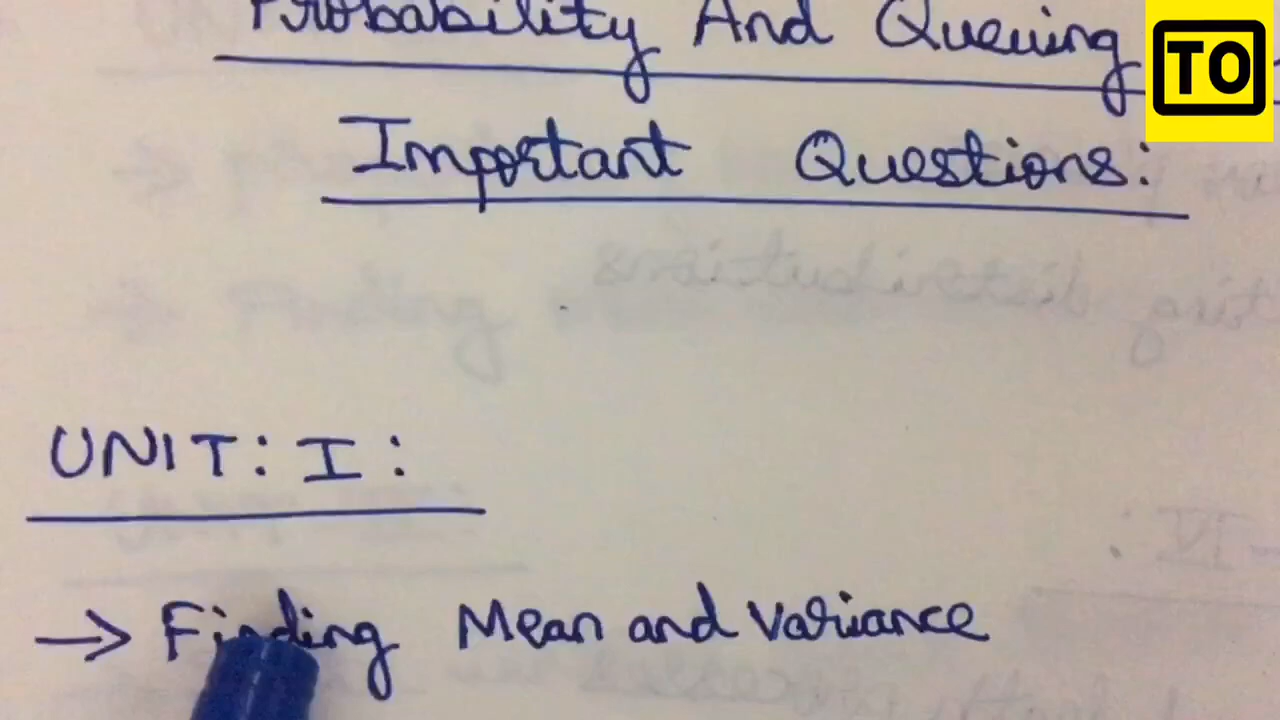 Probability And Queuing
TO
Important Questions:
UNIT: I:
→ Finding Mean and Variance